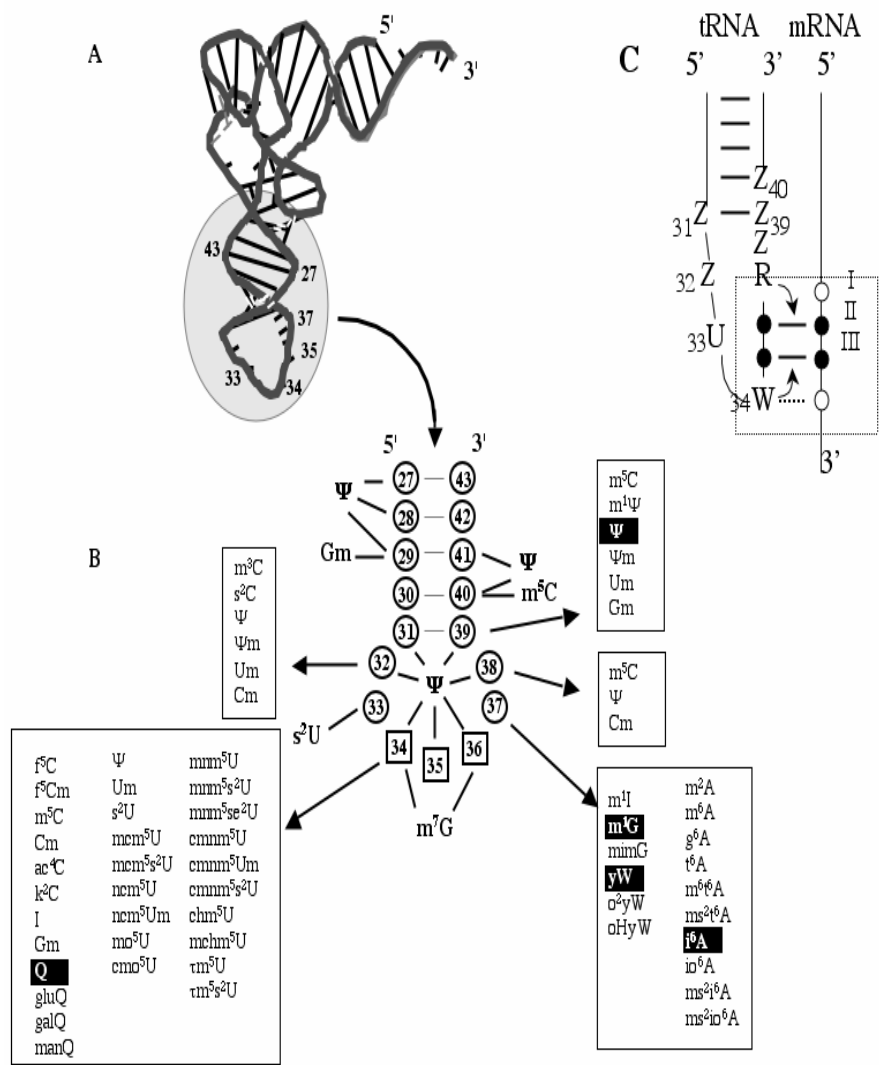 A
5'
3'
43
27
37
35
33
34
C
tRNA mRNA
5' 3' 5'
Z40
31Z Z39
Z
32 Z R I
II
33U III
34W
3'
B
5' 3'
Ψ 27 43
28 42
Gm 29 41 Ψ
30 40 m⁵C
31 39
32 Ψ 38
s²U 33 37
34 35 36
m⁷G
m³C
s²C
Ψ
Ψm
Um
Cm
m⁵C
m¹Ψ
Ψ
Ψm
Um
Gm
m⁵C
Ψ
Cm
f⁵C Ψ mnm⁵U
f⁵Cm Um mnm⁵s²U
m⁵C s²U mnm⁵se²U
Cm mcm⁵U cmnm⁵U
ac⁴C mcm⁵s²U cmnm⁵Um
k²C ncm⁵U cmnm⁵s²U
I ncm⁵Um chm⁵U
Gm mo⁵U mchm⁵U
Q cmo⁵U τm⁵U
gluQ τm⁵s²U
galQ
manQ
m¹I
m¹G
mimG
yW
o²yW
oHyW
m²A
m⁶A
g⁶A
t⁶A
m⁶t⁶A
ms²t⁶A
i⁶A
io⁶A
ms²i⁶A
ms²io⁶A